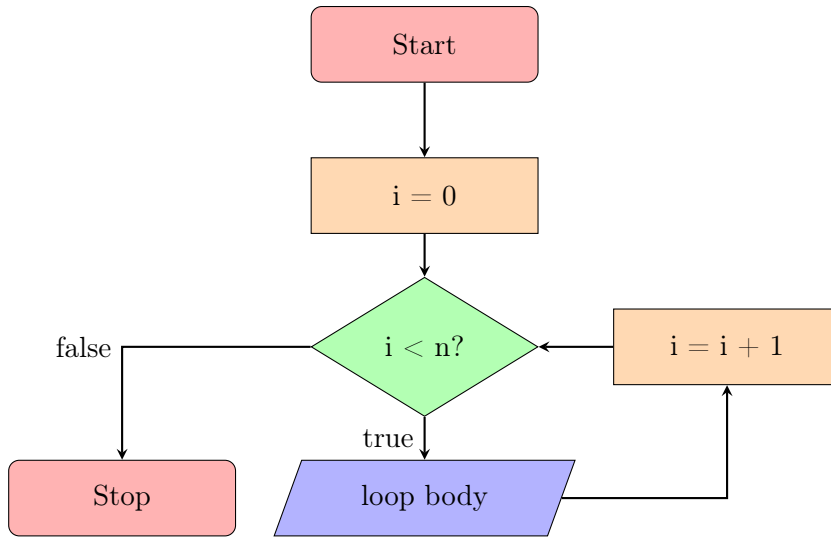 Start
i = 0
i < n?
i = i + 1
false
true
Stop
loop body